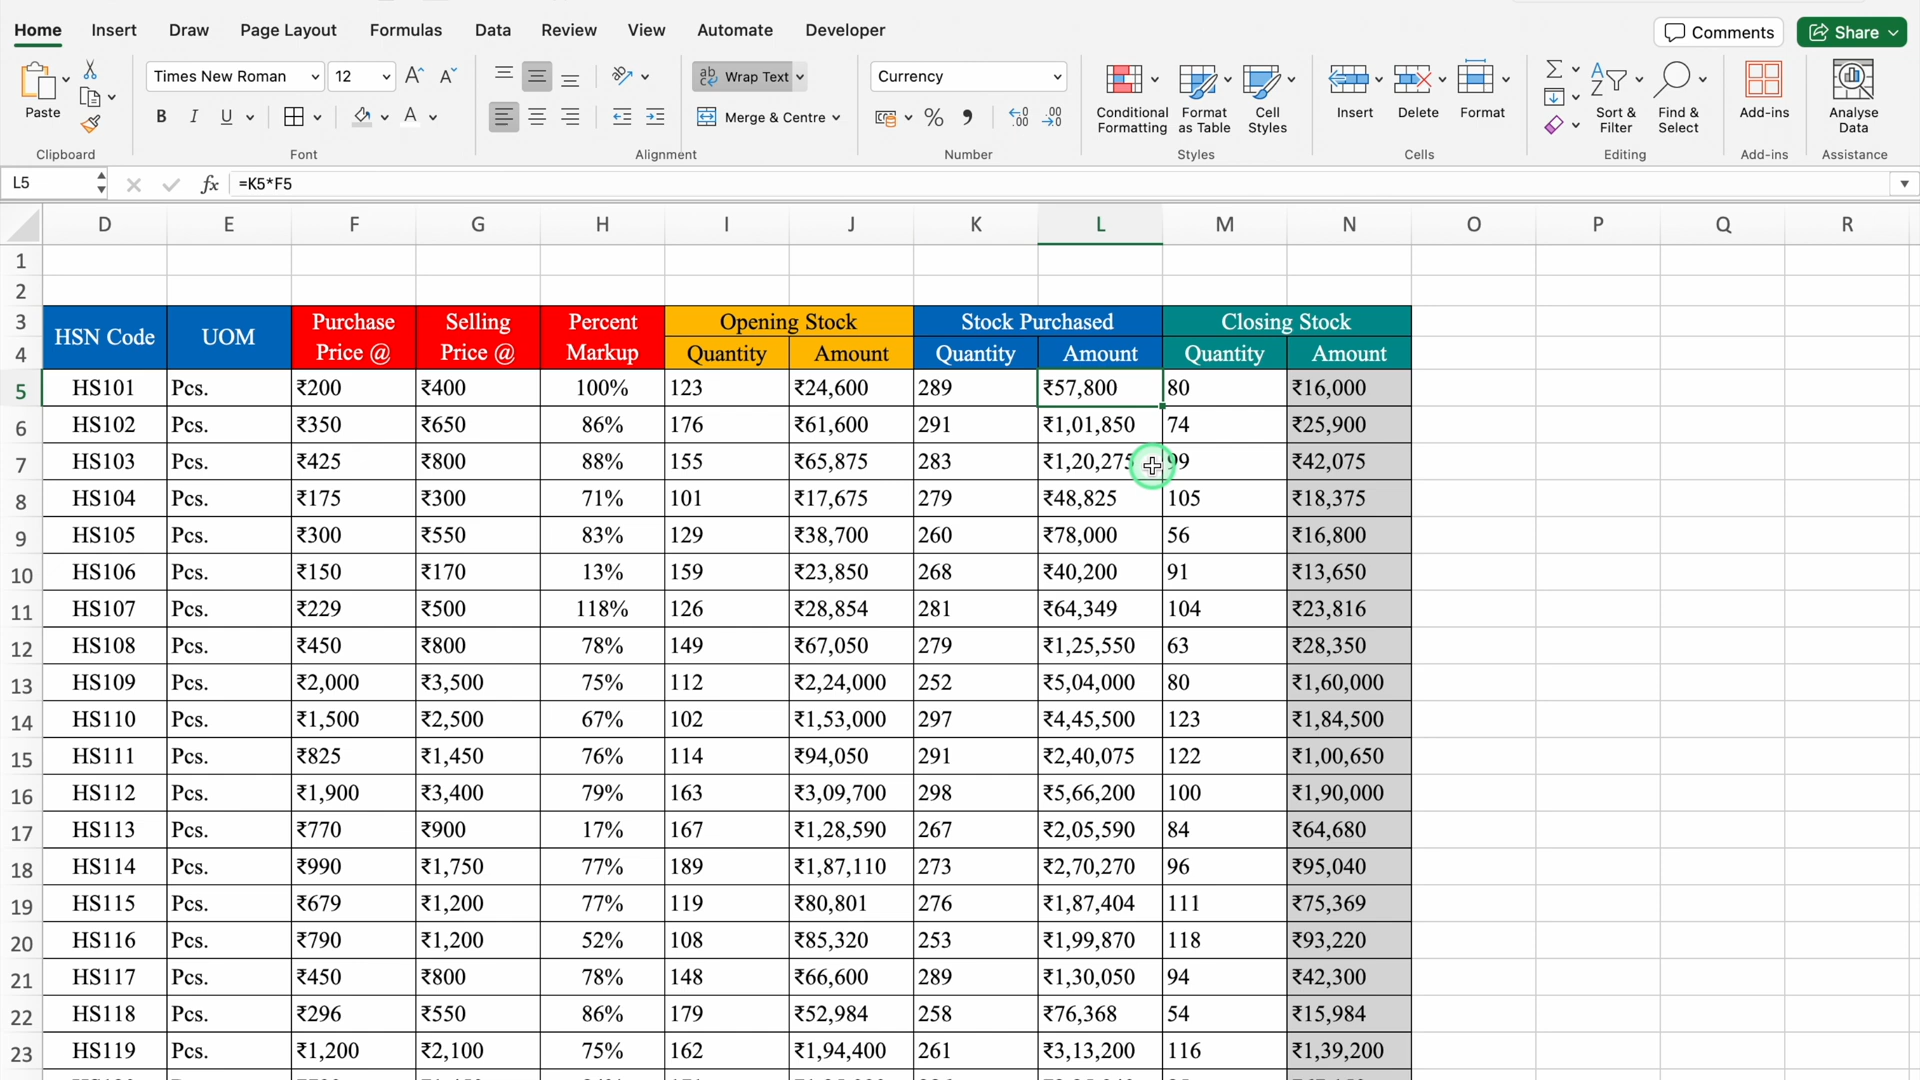 Home Insert Draw Page Layout Formulas Data Review View Automate Developer Comments Share
Times New Roman 12 Wrap Text Currency
Paste B I U A Merge & Centre % Conditional Formatting Format as Table Cell Styles Insert Delete Format Sort & Filter Find & Select Add-ins Analyse Data
Clipboard Font Alignment Number Styles Cells Editing Add-ins Assistance
L5 fx =K5*F5
D E F G H I J K L M N O P Q R
1
2
3 HSN Code UOM Purchase Price @ Selling Price @ Percent Markup Opening Stock Stock Purchased Closing Stock
4 Quantity Amount Quantity Amount Quantity Amount
5 HS101 Pcs. ₹200 ₹400 100% 123 ₹24,600 289 ₹57,800 80 ₹16,000
6 HS102 Pcs. ₹350 ₹650 86% 176 ₹61,600 291 ₹1,01,850 74 ₹25,900
7 HS103 Pcs. ₹425 ₹800 88% 155 ₹65,875 283 ₹1,20,275 99 ₹42,075
8 HS104 Pcs. ₹175 ₹300 71% 101 ₹17,675 279 ₹48,825 105 ₹18,375
9 HS105 Pcs. ₹300 ₹550 83% 129 ₹38,700 260 ₹78,000 56 ₹16,800
10 HS106 Pcs. ₹150 ₹170 13% 159 ₹23,850 268 ₹40,200 91 ₹13,650
11 HS107 Pcs. ₹229 ₹500 118% 126 ₹28,854 281 ₹64,349 104 ₹23,816
12 HS108 Pcs. ₹450 ₹800 78% 149 ₹67,050 279 ₹1,25,550 63 ₹28,350
13 HS109 Pcs. ₹2,000 ₹3,500 75% 112 ₹2,24,000 252 ₹5,04,000 80 ₹1,60,000
14 HS110 Pcs. ₹1,500 ₹2,500 67% 102 ₹1,53,000 297 ₹4,45,500 123 ₹1,84,500
15 HS111 Pcs. ₹825 ₹1,450 76% 114 ₹94,050 291 ₹2,40,075 122 ₹1,00,650
16 HS112 Pcs. ₹1,900 ₹3,400 79% 163 ₹3,09,700 298 ₹5,66,200 100 ₹1,90,000
17 HS113 Pcs. ₹770 ₹900 17% 167 ₹1,28,590 267 ₹2,05,590 84 ₹64,680
18 HS114 Pcs. ₹990 ₹1,750 77% 189 ₹1,87,110 273 ₹2,70,270 96 ₹95,040
19 HS115 Pcs. ₹679 ₹1,200 77% 119 ₹80,801 276 ₹1,87,404 111 ₹75,369
20 HS116 Pcs. ₹790 ₹1,200 52% 108 ₹85,320 253 ₹1,99,870 118 ₹93,220
21 HS117 Pcs. ₹450 ₹800 78% 148 ₹66,600 289 ₹1,30,050 94 ₹42,300
22 HS118 Pcs. ₹296 ₹550 86% 179 ₹52,984 258 ₹76,368 54 ₹15,984
23 HS119 Pcs. ₹1,200 ₹2,100 75% 162 ₹1,94,400 261 ₹3,13,200 116 ₹1,39,200